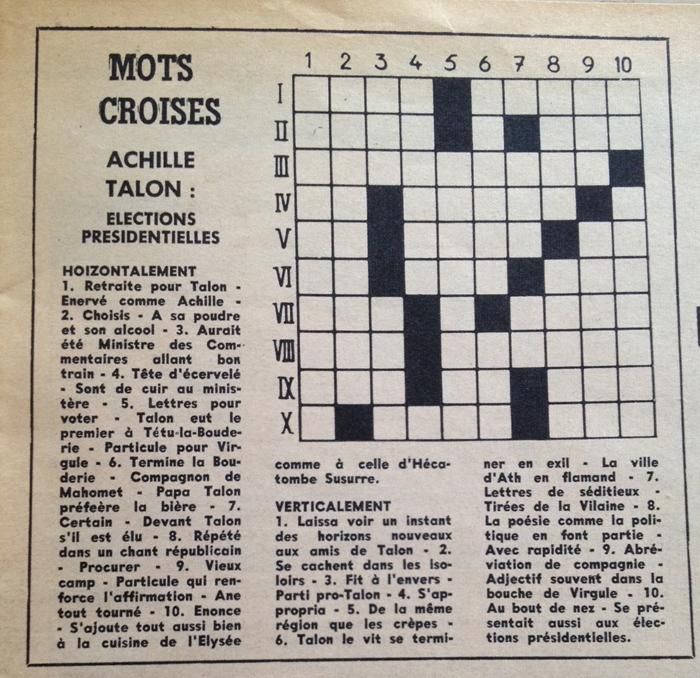 MOTS
CROISES
ACHILLE
TALON :
ELECTIONS
PRESIDENTIELLES
1 2 3 4 5 6 7 8 9 10
I
II
III
IV
V
VI
VII
VIII
IX
X
HOIZONTALEMENT
1. Retraite pour Talon -
Enervé comme Achille -
2. Choisis - A sa poudre
et son alcool - 3. Aurait
été Ministre des Com-
mentaires allant bon
train - 4. Tête d'écervelé
- Sont de cuir au minis-
tère - 5. Lettres pour
voter - Talon eut le
premier à Tétu-la-Boude-
rie - Particule pour Vir-
gule - 6. Termine la Bou-
derie - Compagnon de
Mahomet - Papa Talon
préfeère la bière - 7.
Certain - Devant Talon
s'il est élu - 8. Répété
dans un chant républicain
- Procurer - 9. Vieux
camp - Particule qui ren-
force l'affirmation - Ane
tout tourné - 10. Enonce
- S'ajoute tout aussi bien
à la cuisine de l'Elysée
comme à celle d'Héca-
tombe Susurre.
VERTICALEMENT
1. Laissa voir un instant
des horizons nouveaux
aux amis de Talon - 2.
Se cachent dans les iso-
loirs - 3. Fit à l'envers -
Parti pro-Talon - 4. S'ap-
propria - 5. De la même
région que les crèpes -
6. Talon le vit se termi-
ner en exil - La ville
d'Ath en flamand - 7.
Lettres de séditieux -
Tirées de la Vilaine - 8.
La poésie comme la poli-
tique en font partie -
Avec rapidité - 9. Abré-
viation de compagnie -
Adjectif souvent dans la
bouche de Virgule - 10.
Au bout de nez - Se pré-
sentait aussi aux élec-
tions présidentielles.